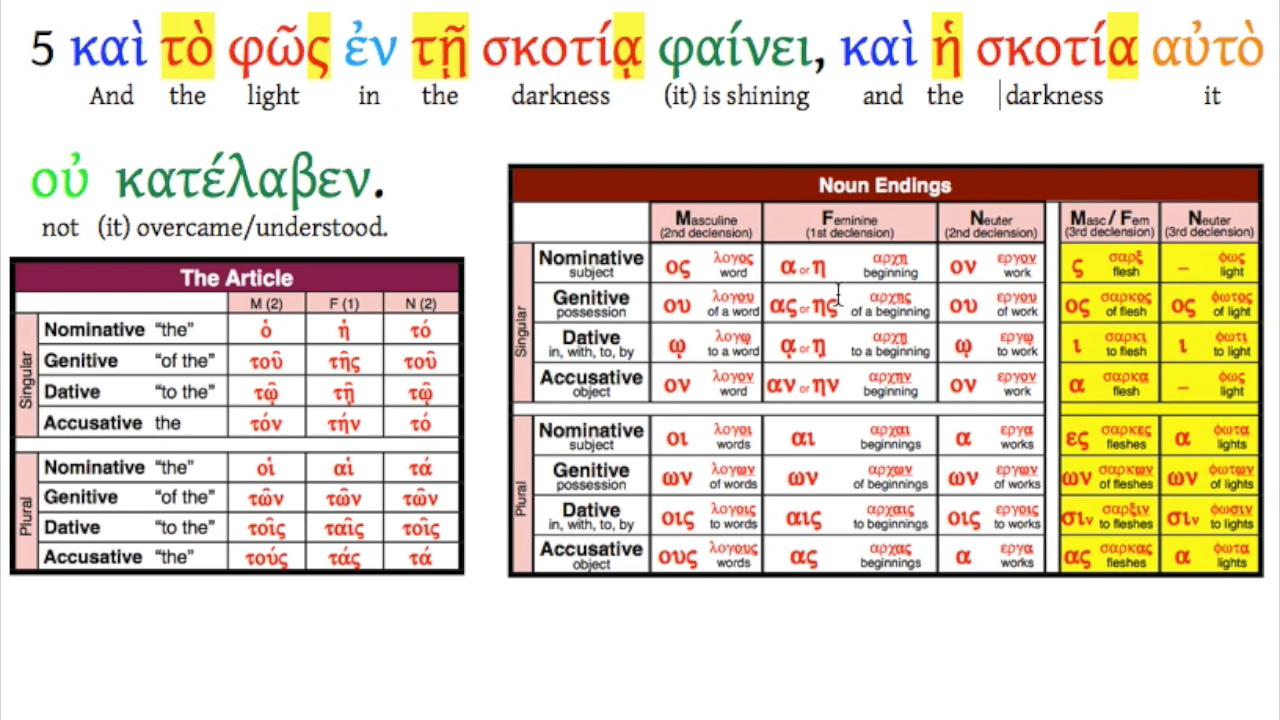 5 καὶ τὸ φῶς ἐν τῇ σκοτίᾳ φαίνει, καὶ ἡ σκοτία αὐτὸ
And the light in the darkness (it) is shining and the darkness it
οὐ κατέλαβεν.
not (it) overcame/understood.
The Article
M (2) F (1) N (2)
Singular
Nominative “the” ὁ ἡ τό
Genitive “of the” τοῦ τῆς τοῦ
Dative “to the” τῷ τῇ τῷ
Accusative the τόν τήν τό
Plural
Nominative “the” οἱ αἱ τά
Genitive “of the” τῶν τῶν τῶν
Dative “to the” τοῖς ταῖς τοῖς
Accusative “the” τούς τάς τά
Noun Endings
Masculine Feminine Neuter Masc / Fem Neuter
(2nd declension) (1st declension) (2nd declension) (3rd declension) (3rd declension)
Singular
Nominative ος λογος α or η αρχη ον εργον ς σαρξ – φως
subject word beginning work flesh light
Genitive ου λογου ας or ης αρχης ου εργου ος σαρκος ος φωτος
possession of a word of a beginning of work of flesh of light
Dative ῳ λογῳ ᾳ or ῃ αρχῃ ῳ εργῳ ι σαρκι ι φωτι
in, with, to, by to a word to a beginning to work to flesh to light
Accusative ον λογον αν or ην αρχην ον εργον α σαρκα – φως
object word beginning work flesh light
Plural
Nominative οι λογοι αι αρχαι α εργα ες σαρκες α φωτα
subject words beginnings works fleshes lights
Genitive ων λογων ων αρχων ων εργων ων σαρκων ων φωτων
possession of words of beginnings of works of fleshes of lights
Dative οις λογοις αις αρχαις οις εργοις σιν σαρξιν σιν φωσιν
in, with, to, by to words to beginnings to works to fleshes to lights
Accusative ους λογους ας αρχας α εργα ας σαρκας α φωτα
object words beginnings works fleshes lights